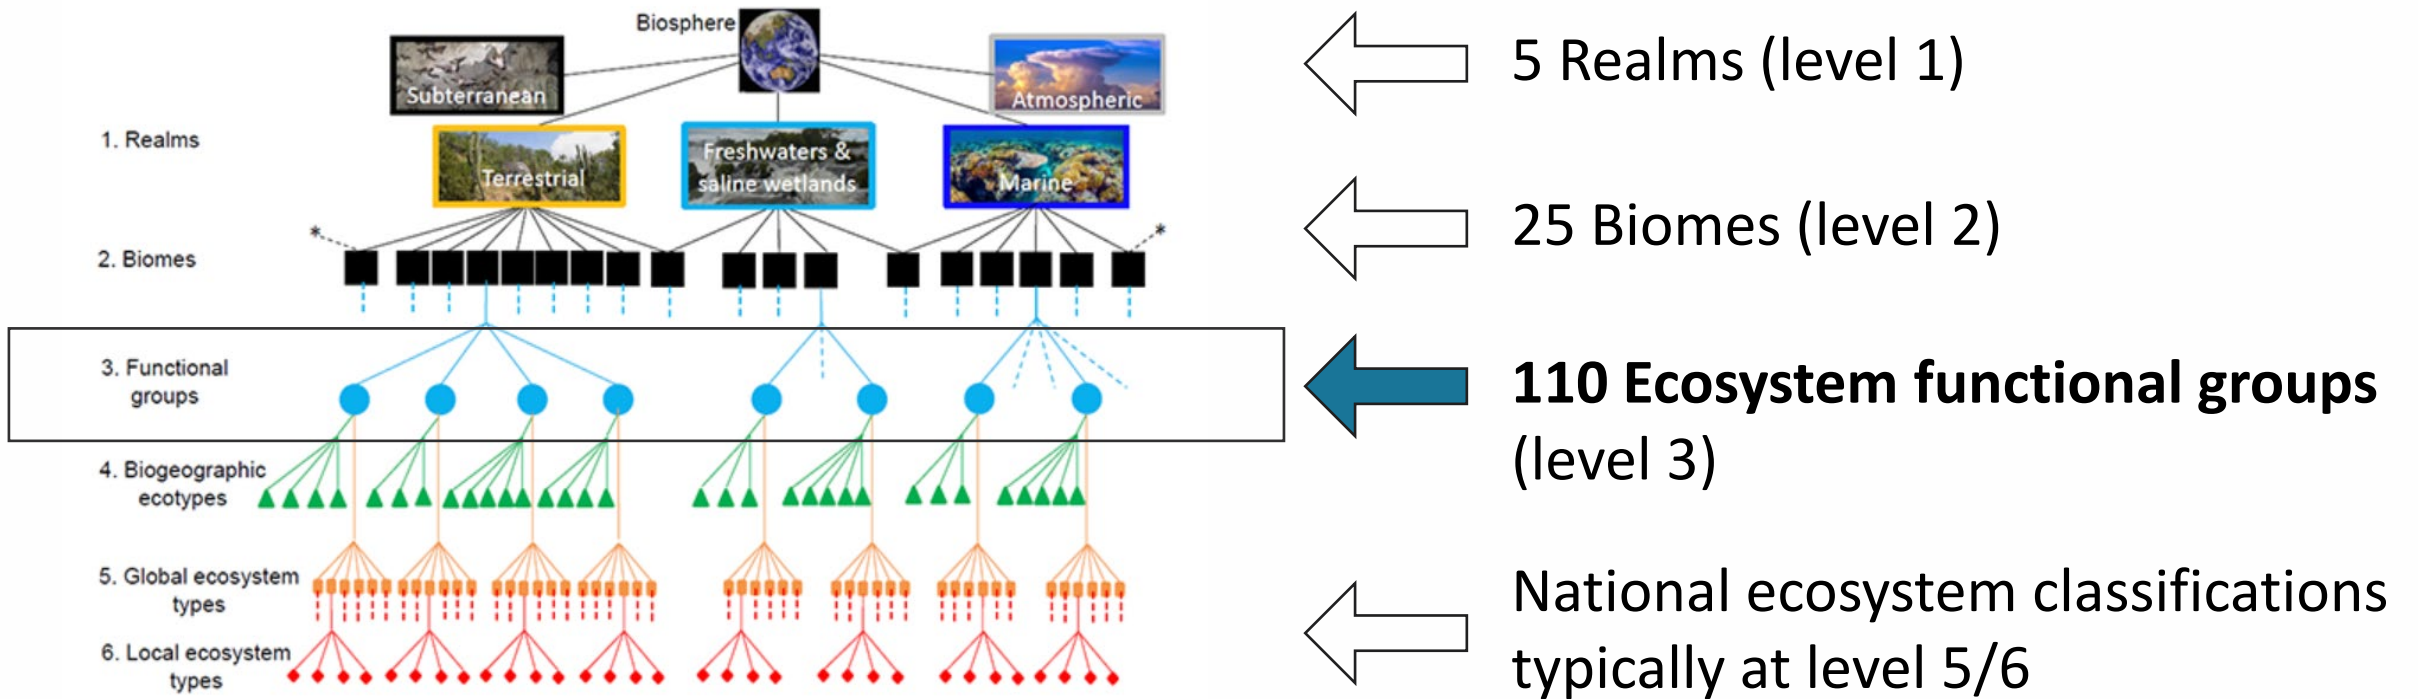 Biosphere
Subterranean
Atmospheric
1. Realms
Terrestrial
Freshwaters &
saline wetlands
Marine
*
*
2. Biomes
3. Functional
groups
4. Biogeographic
ecotypes
5. Global ecosystem
types
6. Local ecosystem
types
5 Realms (level 1)
25 Biomes (level 2)
110 Ecosystem functional groups
(level 3)
National ecosystem classifications
typically at level 5/6